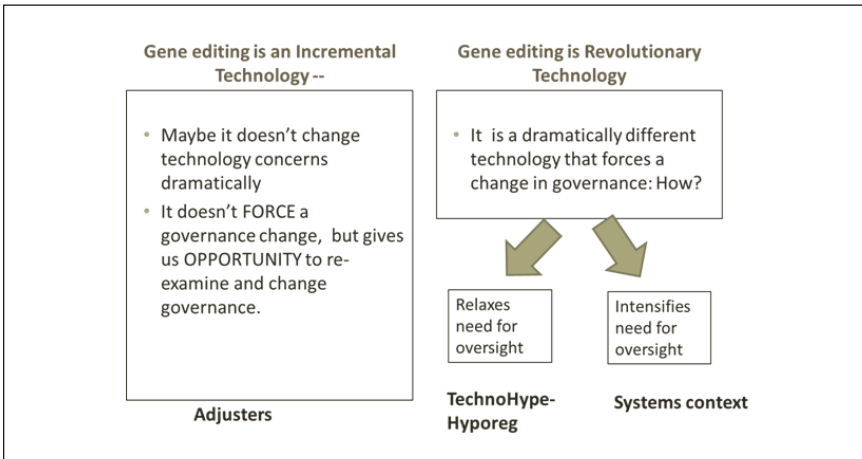 Gene editing is an Incremental
Technology --
• Maybe it doesn't change
technology concerns
dramatically
• It doesn't FORCE a
governance change, but gives
us OPPORTUNITY to re-
examine and change
governance.
Adjusters
Gene editing is Revolutionary
Technology
• It is a dramatically different
technology that forces a
change in governance: How?
Relaxes
need for
oversight
TechnoHype-
Hyporeg
Intensifies
need for
oversight
Systems context